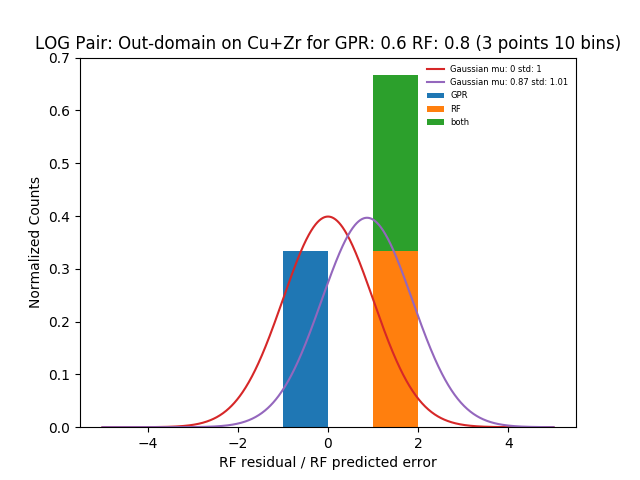 LOG Pair: Out-domain on Cu+Zr for GPR: 0.6 RF: 0.8 (3 points 10 bins)
Gaussian mu: 0 std: 1
Gaussian mu: 0.87 std: 1.01
GPR
RF
both
Normalized Counts
0.7
0.6
0.5
0.4
0.3
0.2
0.1
0.0
−4
−2
0
2
4
RF residual / RF predicted error